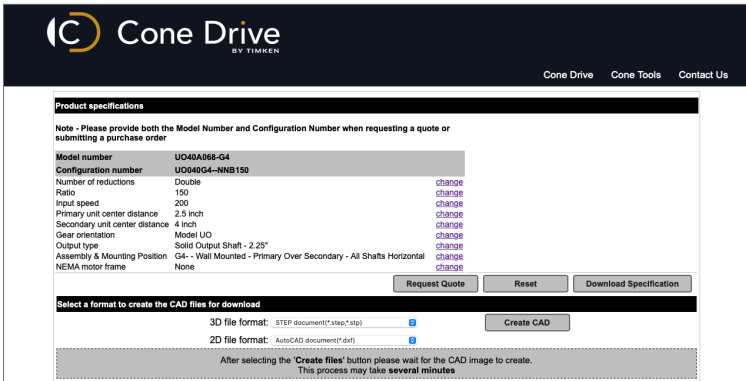 Cone Drive
BY TIMKEN
Cone Drive Cone Tools Contact Us
Product specifications
Note - Please provide both the Model Number and Configuration Number when requesting a quote or
submitting a purchase order
Model number UO40A068-G4
Configuration number UO040G4--NNB150
Number of reductions Double change
Ratio 150 change
Input speed 200 change
Primary unit center distance 2.5 inch change
Secondary unit center distance 4 inch change
Gear orientation Model UO change
Output type Solid Output Shaft - 2.25" change
Assembly & Mounting Position G4- - Wall Mounted - Primary Over Secondary - All Shafts Horizontal change
NEMA motor frame None change
Request Quote Reset Download Specification
Select a format to create the CAD files for download
3D file format: STEP document(*.step,*.stp) Create CAD
2D file format: AutoCAD document(*.dxf)
After selecting the 'Create files' button please wait for the CAD image to create.
This process may take several minutes